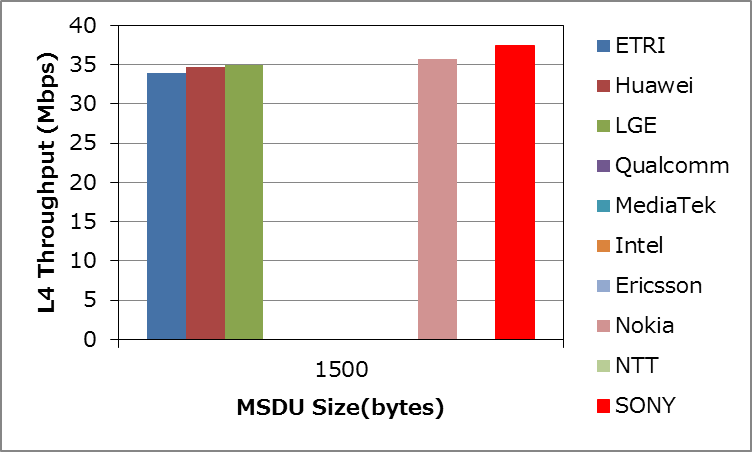 40
35
30
25
20
15
10
5
0
L4 Throughput (Mbps)
1500
MSDU Size(bytes)
ETRI
Huawei
LGE
Qualcomm
MediaTek
Intel
Ericsson
Nokia
NTT
SONY